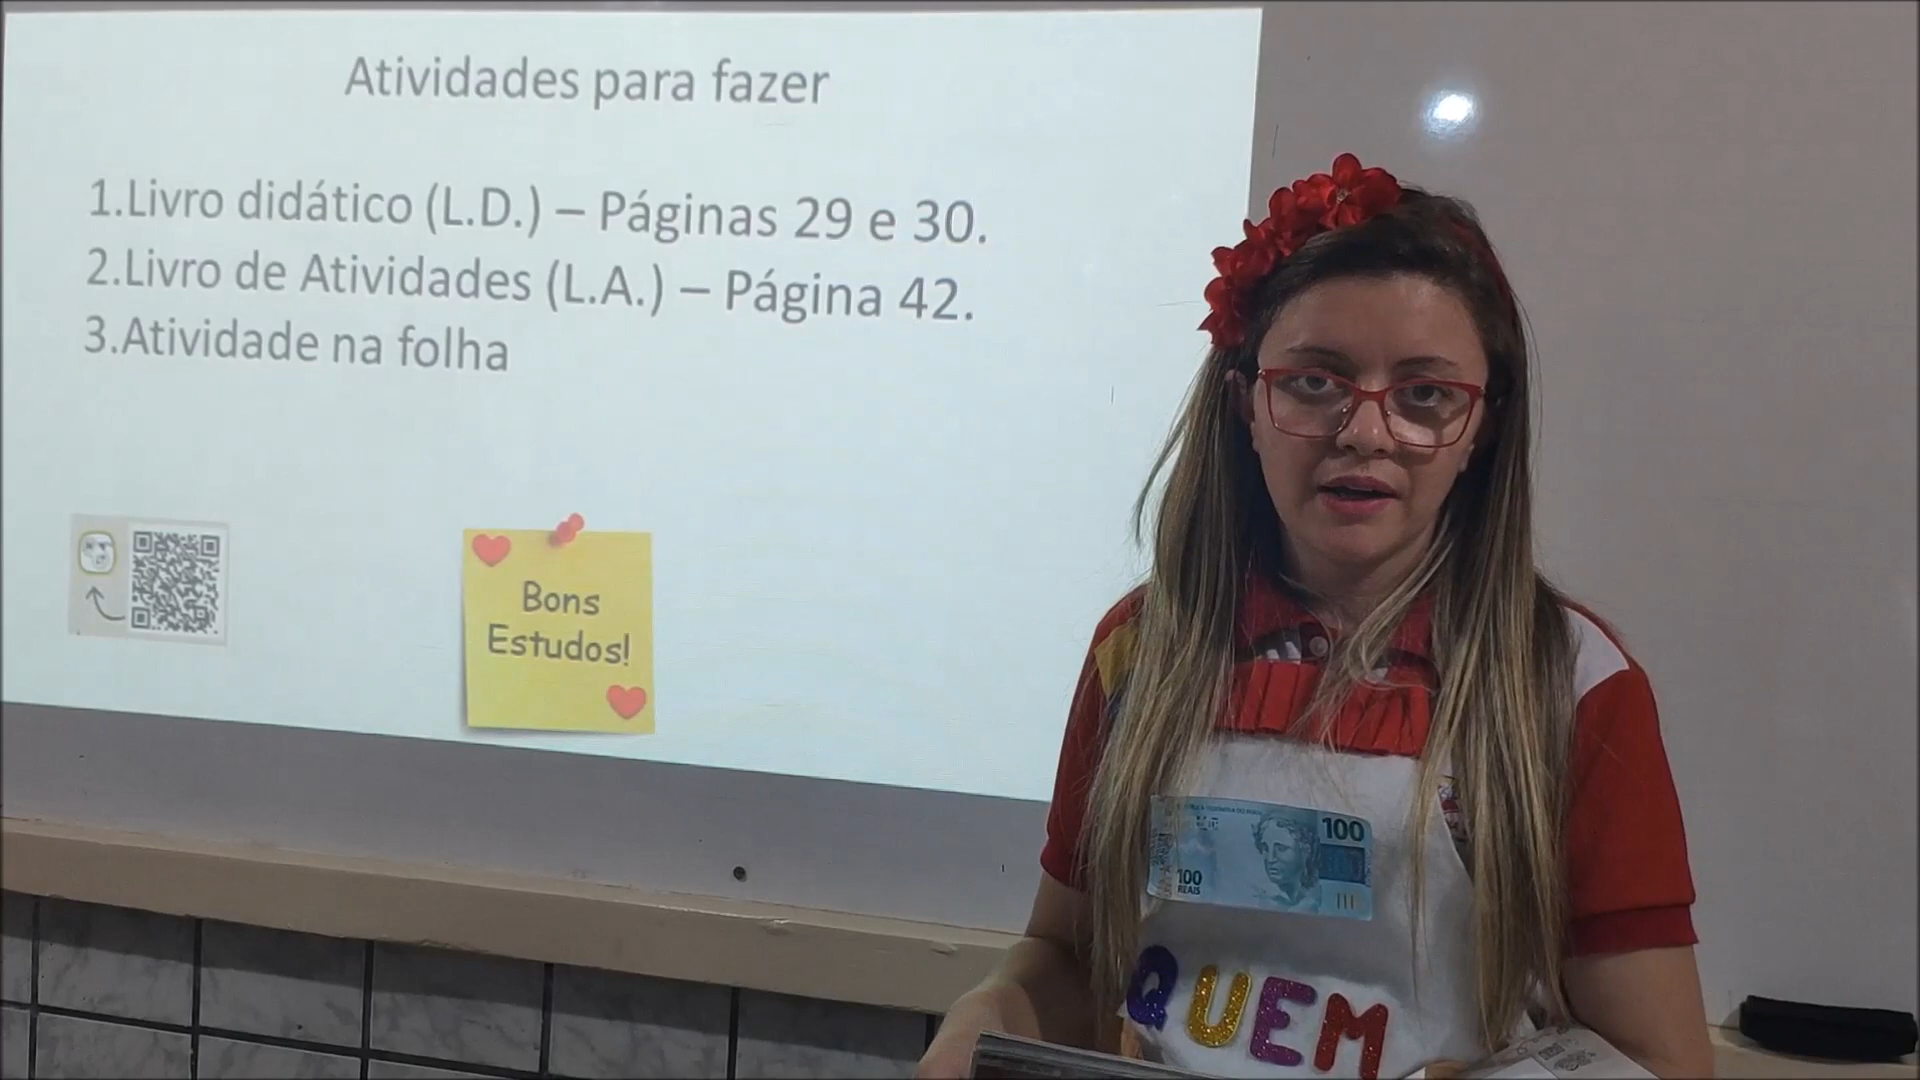 Atividades para fazer
1.Livro didático (L.D.) – Páginas 29 e 30.
2.Livro de Atividades (L.A.) – Página 42.
3.Atividade na folha
Bons
Estudos!
100
100
REAIS
QUEM